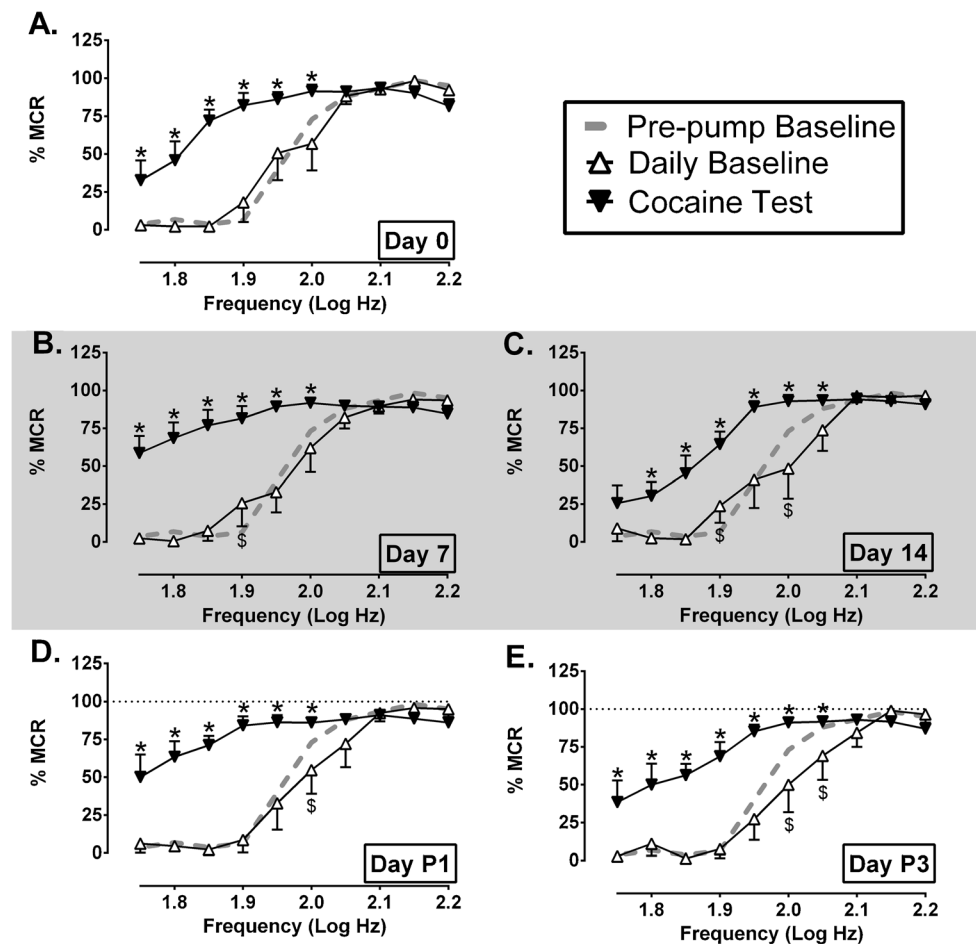 A.
125
100
75
50
25
0
% MCR
* * * * * *
Day 0
1.8 1.9 2.0 2.1 2.2
Frequency (Log Hz)
Pre-pump Baseline
Daily Baseline
Cocaine Test
B.
125
100
75
50
25
0
% MCR
* * * * * *
$
Day 7
1.8 1.9 2.0 2.1 2.2
Frequency (Log Hz)
C.
125
100
75
50
25
0
% MCR
* * * * * *
$ $
Day 14
1.8 1.9 2.0 2.1 2.2
Frequency (Log Hz)
D.
125
100
75
50
25
0
% MCR
* * * * * *
$
Day P1
1.8 1.9 2.0 2.1 2.2
Frequency (Log Hz)
E.
125
100
75
50
25
0
% MCR
* * * * * * *
$ $
Day P3
1.8 1.9 2.0 2.1 2.2
Frequency (Log Hz)